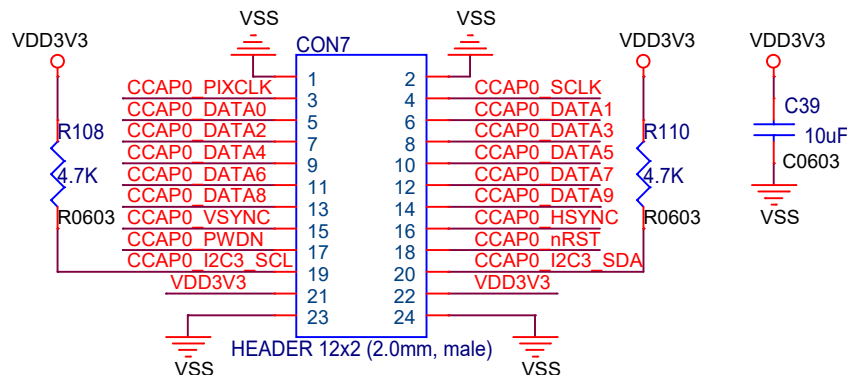 VSS VSS
VDD3V3 CON7 VDD3V3 VDD3V3
1 2
CCAP0_PIXCLK 3 4 CCAP0_SCLK
CCAP0_DATA0 5 6 CCAP0_DATA1
CCAP0_DATA2 7 8 CCAP0_DATA3
CCAP0_DATA4 9 10 CCAP0_DATA5
CCAP0_DATA6 11 12 CCAP0_DATA7
CCAP0_DATA8 13 14 CCAP0_DATA9
CCAP0_VSYNC 15 16 CCAP0_HSYNC
CCAP0_PWDN 17 18 CCAP0_nRST
CCAP0_I2C3_SCL 19 20 CCAP0_I2C3_SDA
VDD3V3 21 22 VDD3V3
23 24
HEADER 12x2 (2.0mm, male)
VSS VSS
R108
4.7K
R0603
R110
4.7K
R0603
C39
10uF
C0603
VSS